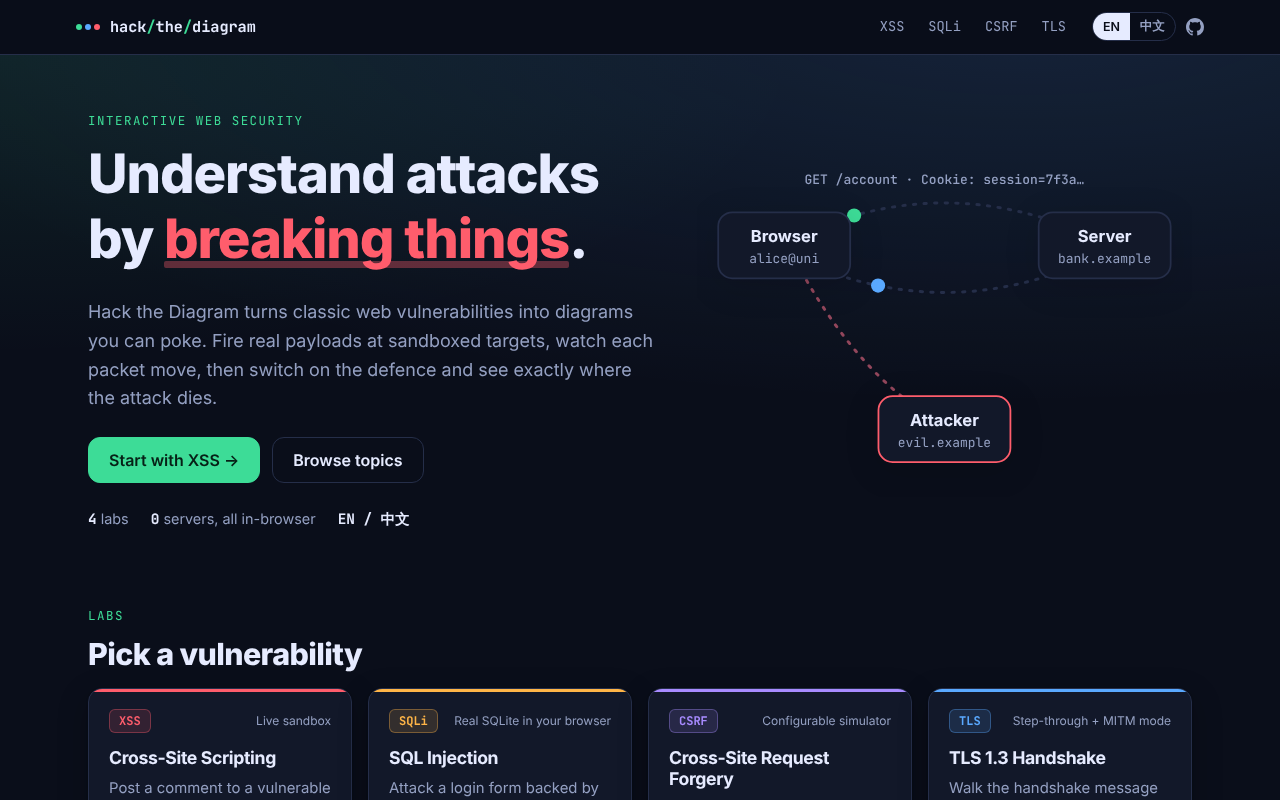 hack/the/diagram
XSS SQLi CSRF TLS EN 中文
INTERACTIVE WEB SECURITY
Understand attacks
by breaking things.
Hack the Diagram turns classic web vulnerabilities into diagrams
you can poke. Fire real payloads at sandboxed targets, watch each
packet move, then switch on the defence and see exactly where
the attack dies.
Start with XSS →
Browse topics
4 labs 0 servers, all in-browser EN / 中文
GET /account · Cookie: session=7f3a…
Browser
alice@uni
Server
bank.example
Attacker
evil.example
LABS
Pick a vulnerability
XSS Live sandbox
Cross-Site Scripting
Post a comment to a vulnerable
SQLi Real SQLite in your browser
SQL Injection
Attack a login form backed by
CSRF Configurable simulator
Cross-Site Request
Forgery
TLS Step-through + MITM mode
TLS 1.3 Handshake
Walk the handshake message